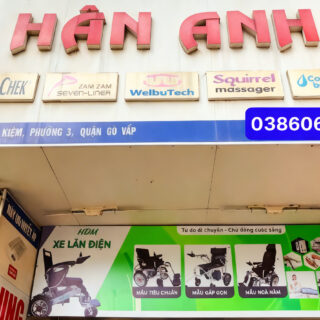 HÂN ANH
CHEK
ZAM ZAM
SEVEN-LINER
WelbuTech
Squirrel
massager
KIẾM, PHƯỜNG 3, QUẬN GÒ VẤP
038606
HDM
XE LĂN ĐIỆN
Tự do di chuyển - Chủ động cuộc sống
MẪU TIÊU CHUẨN
MẪU GẤP GỌN
MẪU NGẢ NẰM